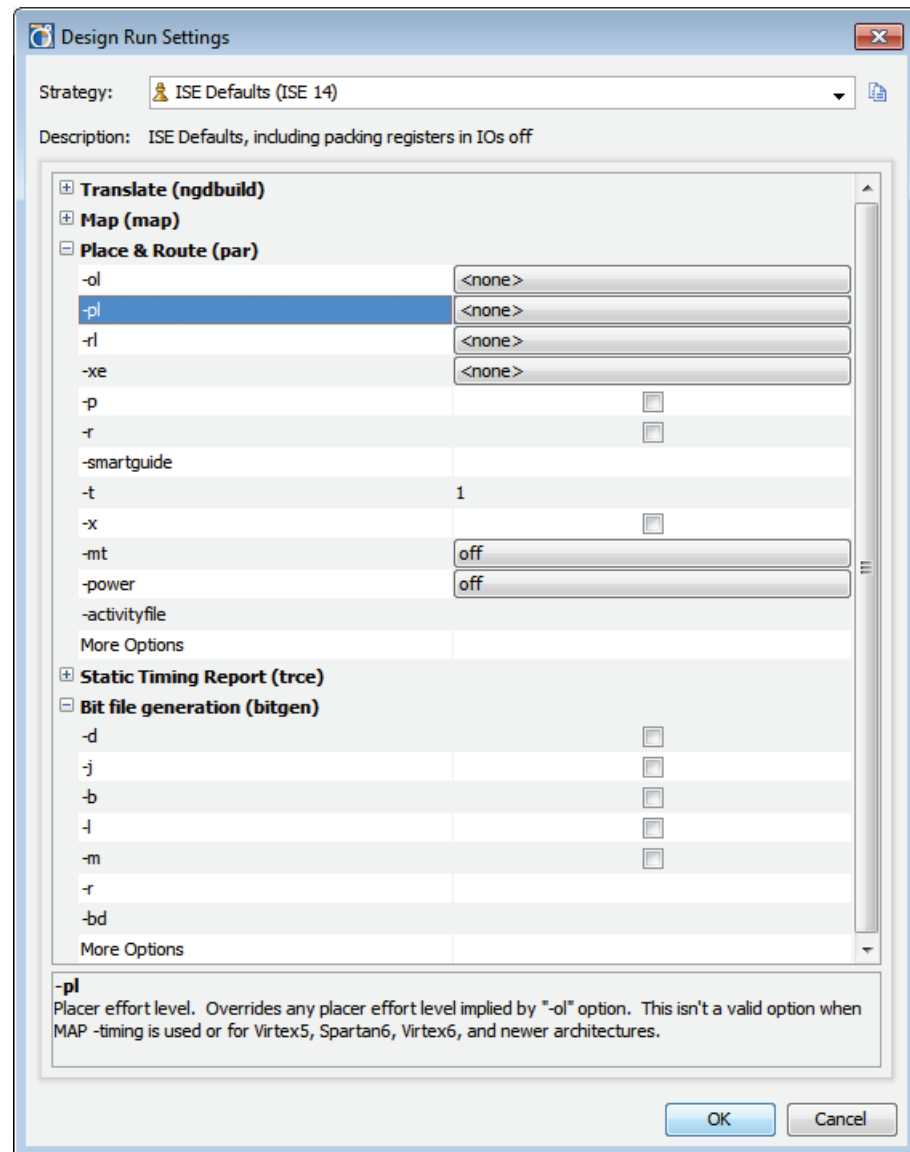 Design Run Settings
Strategy: ISE Defaults (ISE 14)
Description: ISE Defaults, including packing registers in IOs off
Translate (ngdbuild)
Map (map)
Place & Route (par)
-ol <none>
-pl <none>
-rl <none>
-xe <none>
-p
-r
-smartguide
-t 1
-x
-mt off
-power off
-activityfile
More Options
Static Timing Report (trce)
Bit file generation (bitgen)
-d
-j
-b
-l
-m
-r
-bd
More Options
-pl
Placer effort level. Overrides any placer effort level implied by "-ol" option. This isn't a valid option when
MAP -timing is used or for Virtex5, Spartan6, Virtex6, and newer architectures.
OK Cancel